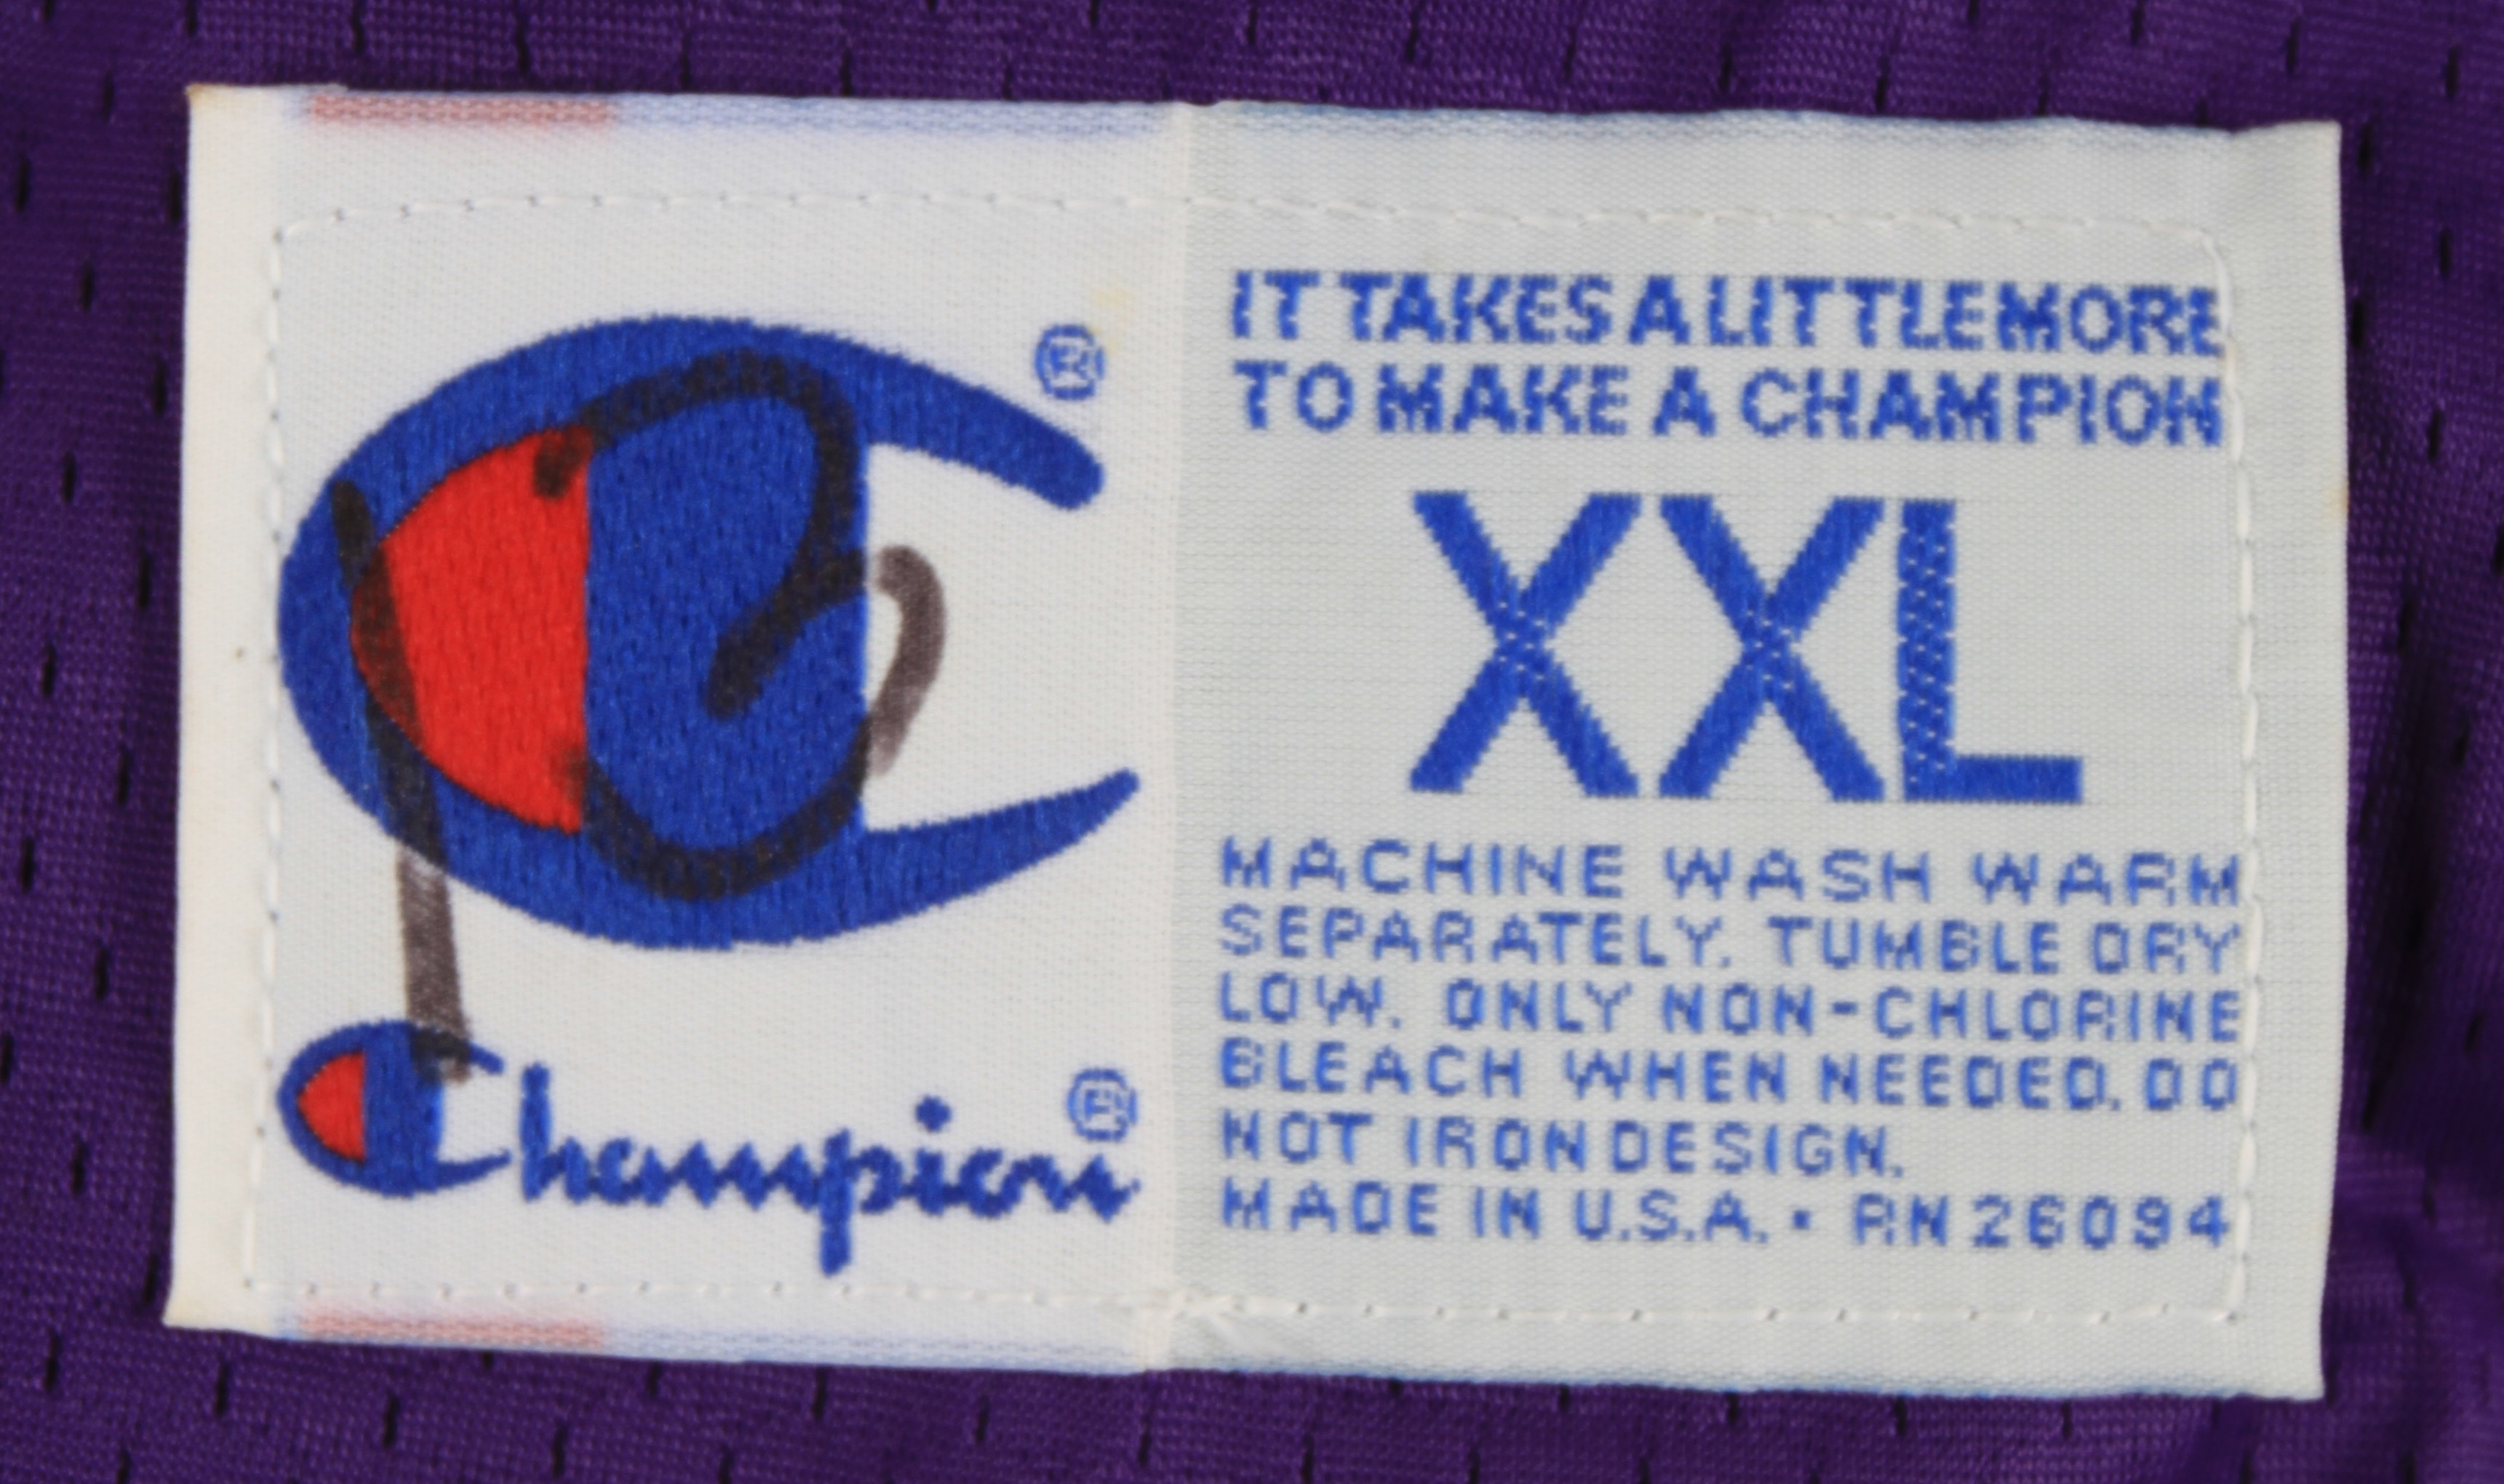 ®
Champion®
IT TAKES A LITTLE MORE
TO MAKE A CHAMPION
XXL
MACHINE WASH WARM
SEPARATELY. TUMBLE DRY
LOW. ONLY NON-CHLORINE
BLEACH WHEN NEEDED. DO
NOT IRON DESIGN.
MADE IN U.S.A. • RN 26094